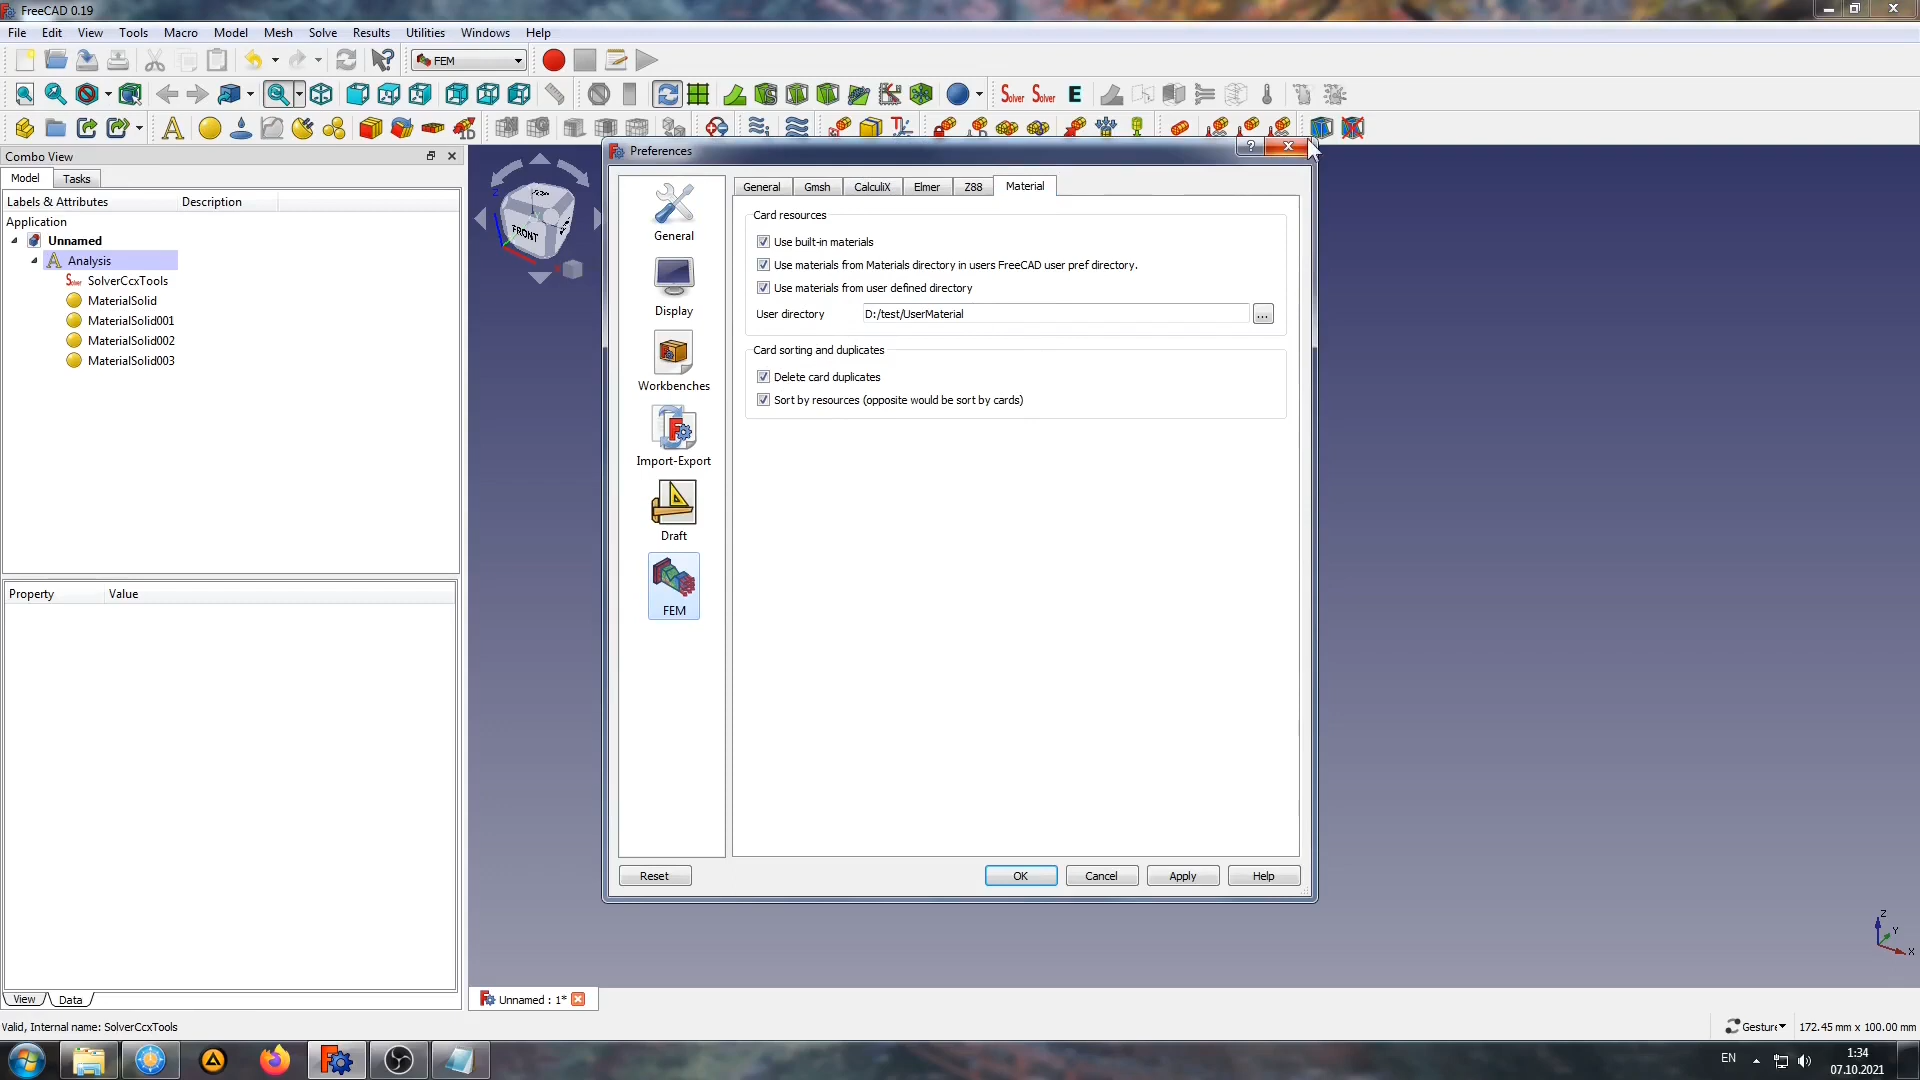 FreeCAD 0.19
File Edit View Tools Macro Model Mesh Solve Results Utilities Windows Help
FEM
Solver Solver E
Combo View
Model Tasks
Labels & Attributes Description
Application
Unnamed
Analysis
SolverCcxTools
MaterialSolid
MaterialSolid001
MaterialSolid002
MaterialSolid003
Property Value
View Data
FRONT
Preferences
General
Display
Workbenches
Import-Export
Draft
FEM
General Gmsh CalculiX Elmer Z88 Material
Card resources
Use built-in materials
Use materials from Materials directory in users FreeCAD user pref directory.
Use materials from user defined directory
User directory D:/test/UserMaterial ...
Card sorting and duplicates
Delete card duplicates
Sort by resources (opposite would be sort by cards)
Reset OK Cancel Apply Help
Z
Y
X
Unnamed : 1*
Valid, Internal name: SolverCcxTools
Gesture 172.45 mm x 100.00 mm
EN
1:34
07.10.2021